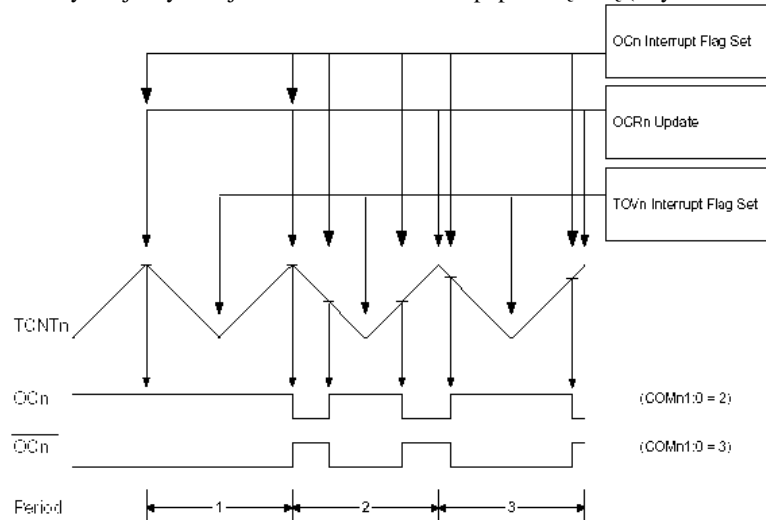 OCn Interrupt Flag Set
OCRn Update
TOVn Interrupt Flag Set
TCNTn
OCn
(COMn1:0 = 2)
OCn
(COMn1:0 = 3)
Period
1
2
3